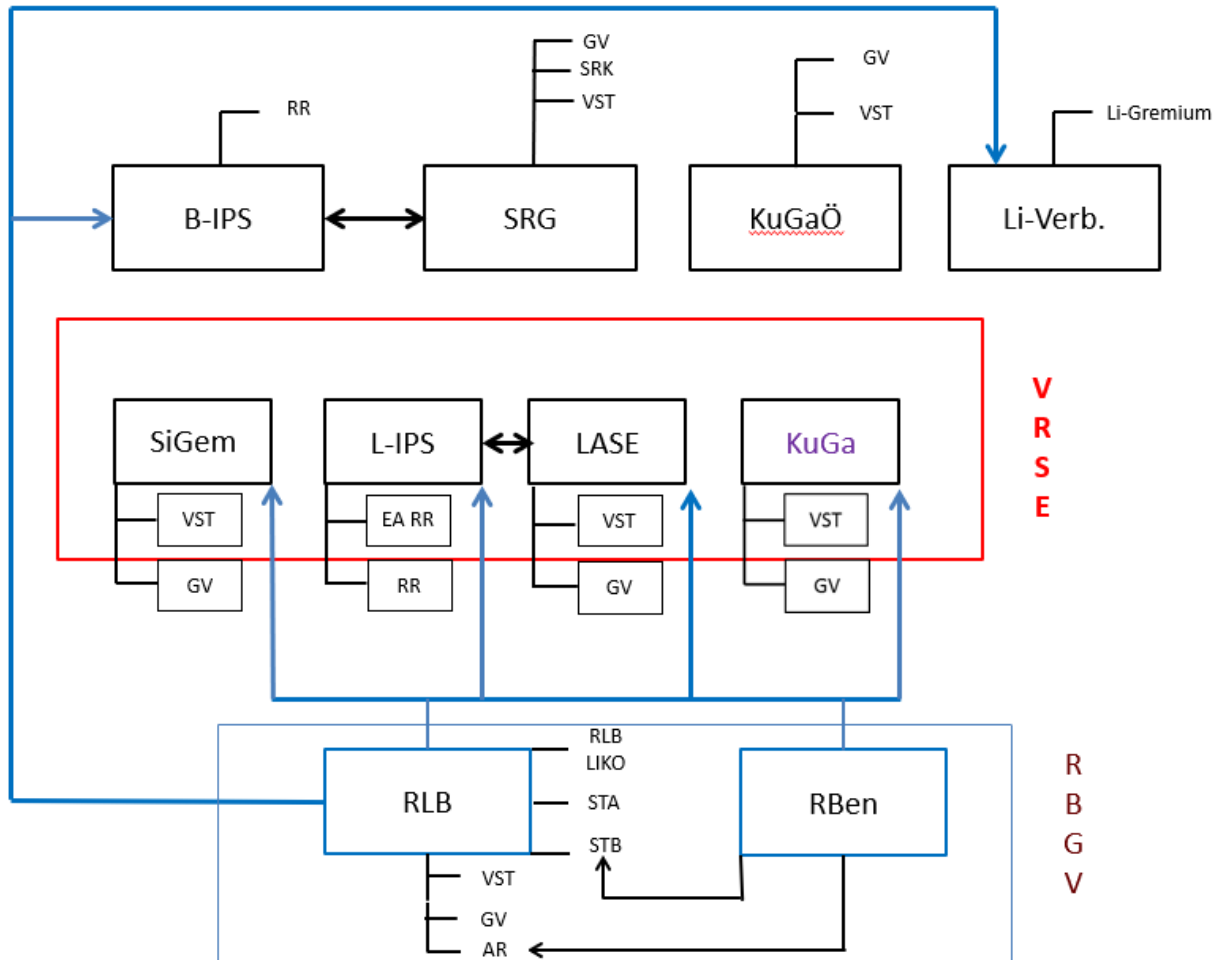 GV
SRK
VST
GV
VST
RR
Li-Gremium
B-IPS
SRG
KuGaÖ
Li-Verb.
V
R
S
E
SiGem
L-IPS
LASE
KuGa
VST
EA RR
VST
VST
GV
RR
GV
GV
RLB
LIKO
STA
STB
RLB
RBen
VST
GV
AR
R
B
G
V